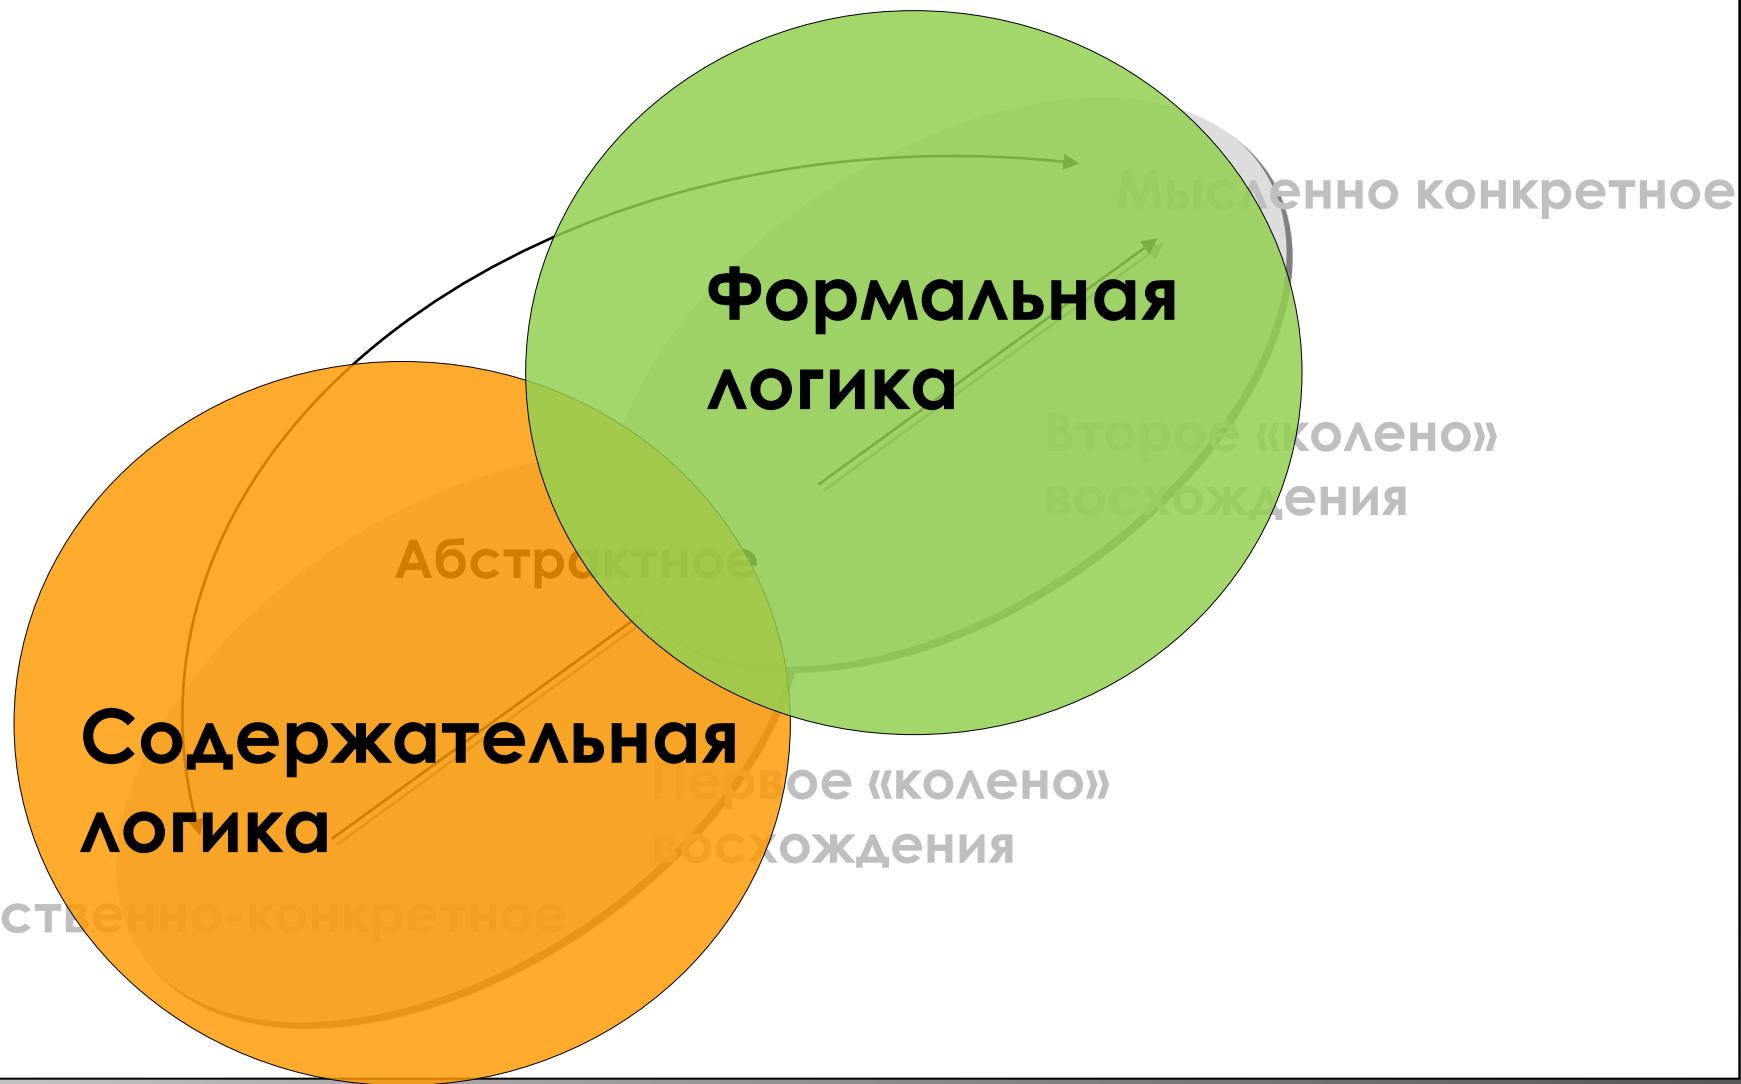 Мысленно конкретное
Формальная
логика
Второе «колено»
восхождения
Абстрактное
Содержательная
логика
Первое «колено»
восхождения
ственно-конкретное